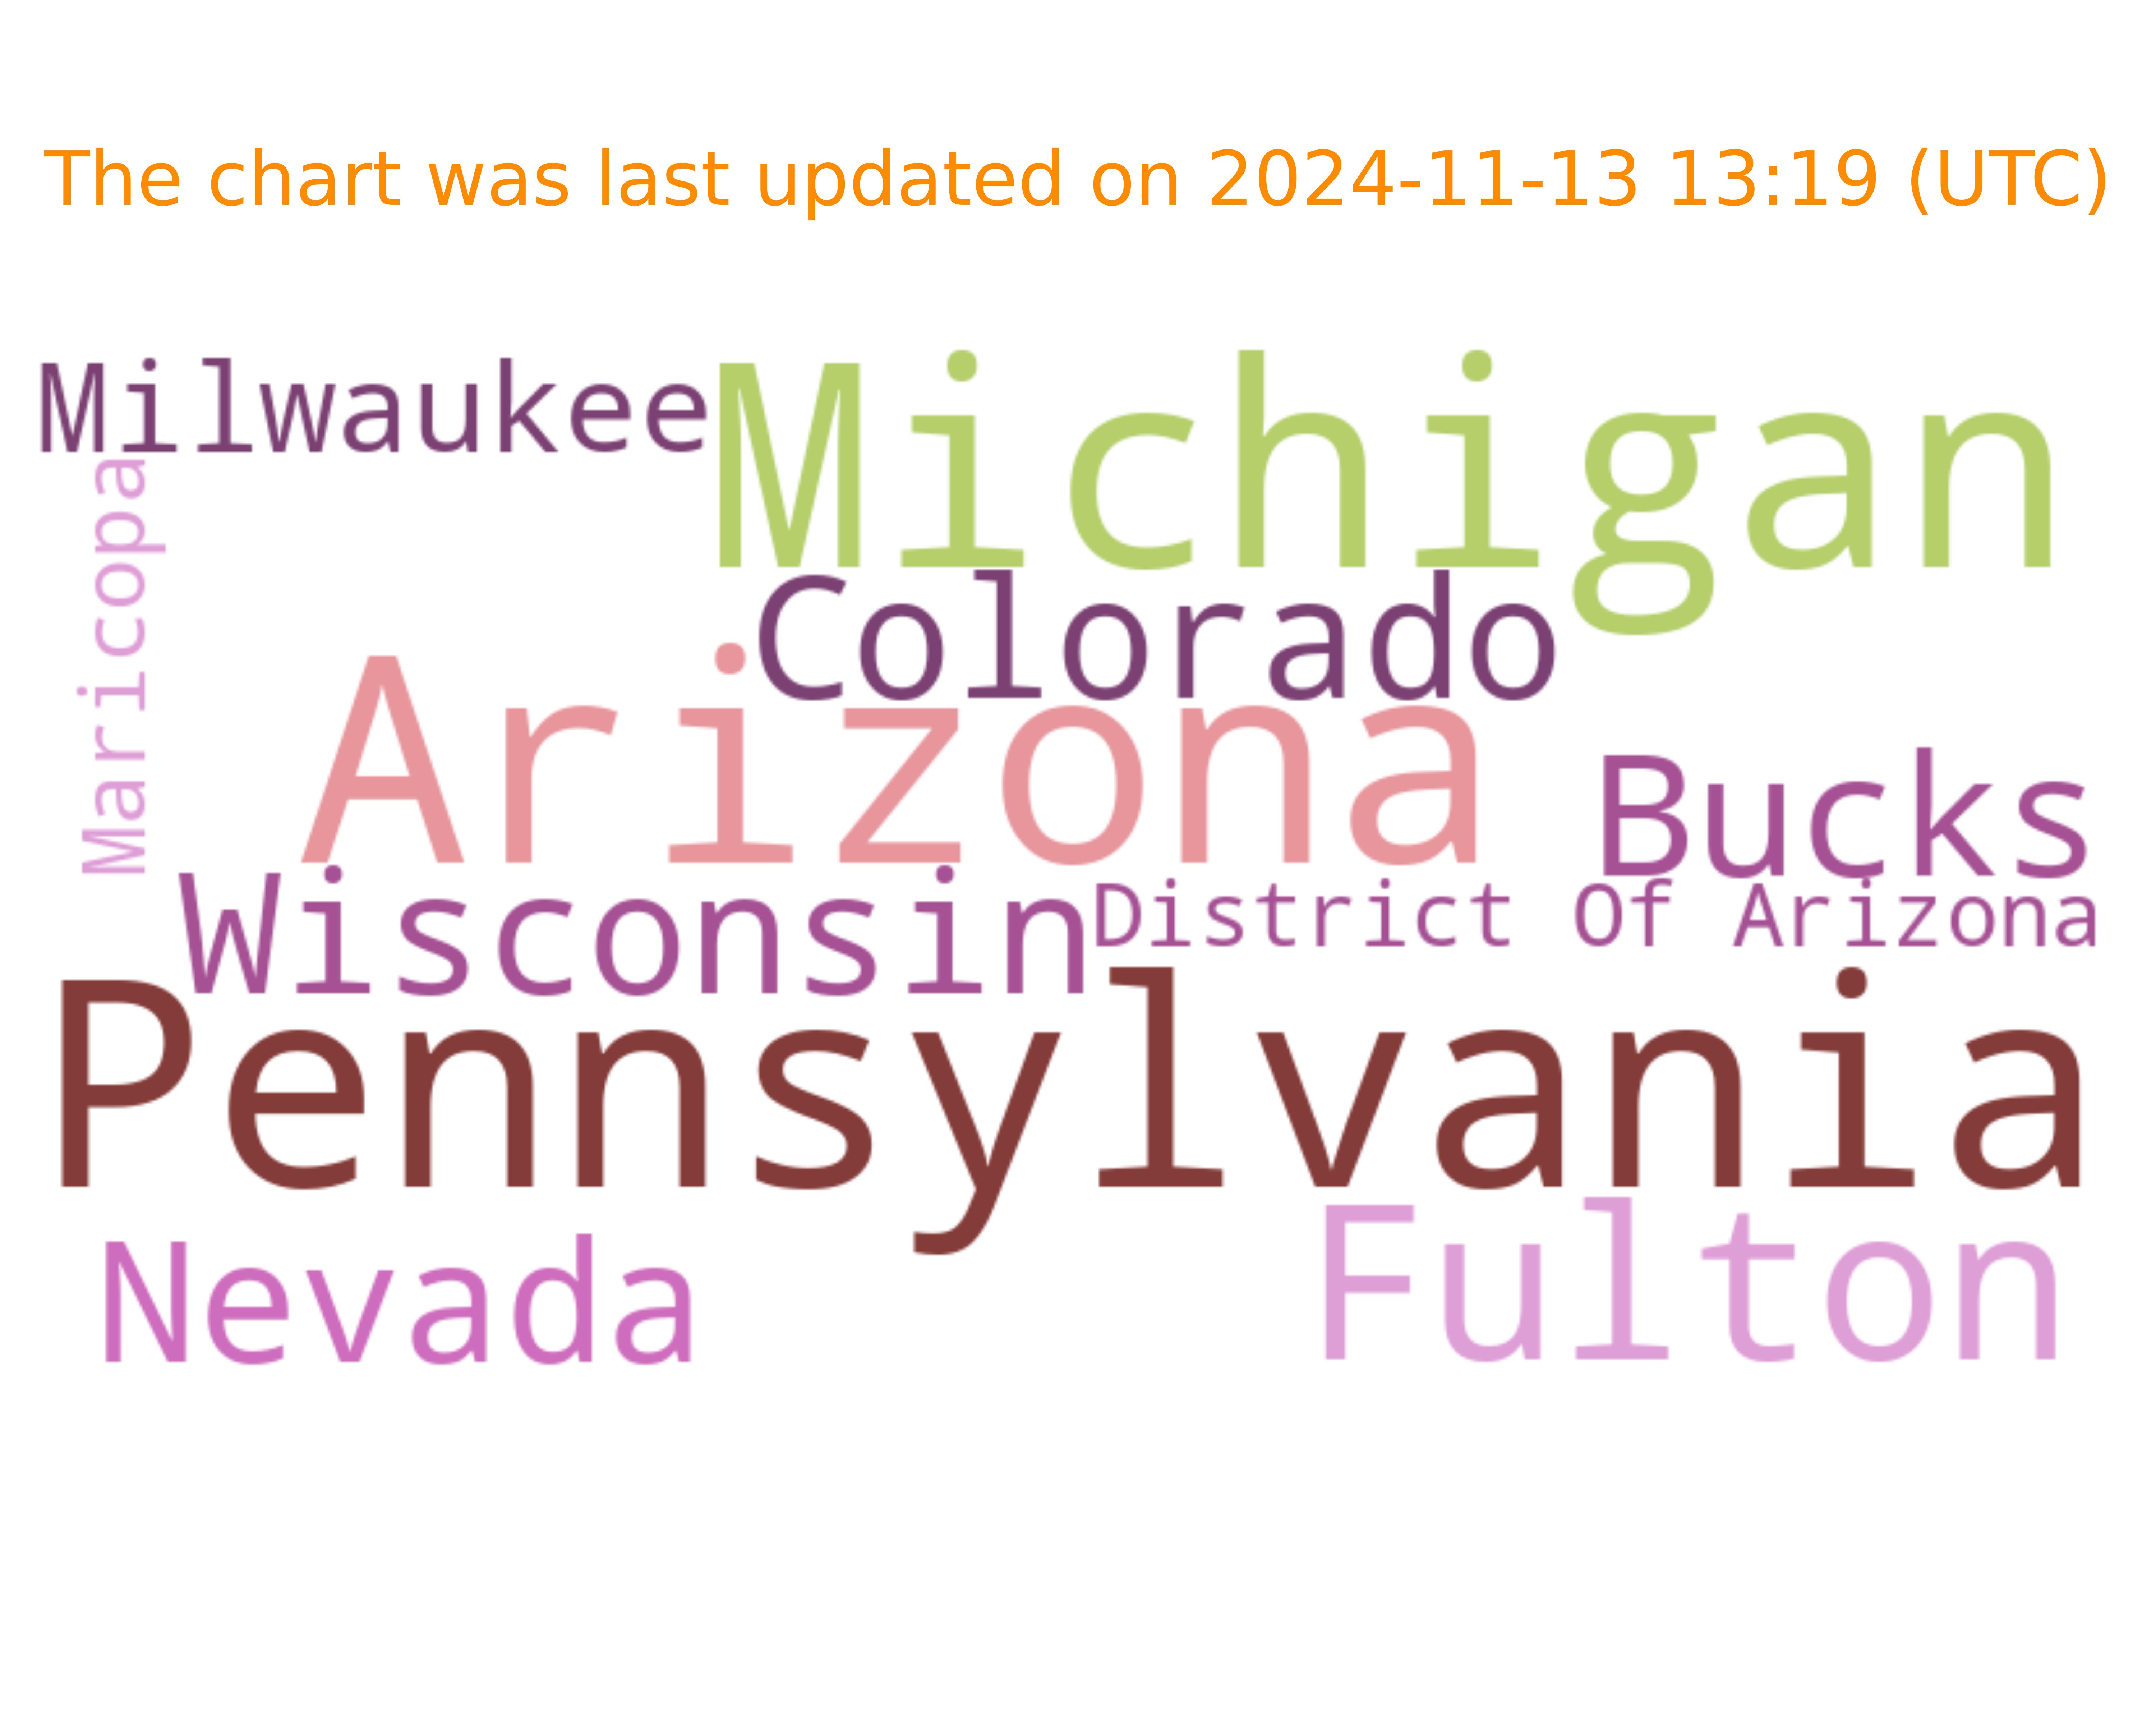 The chart was last updated on 2024-11-13 13:19 (UTC)
Milwaukee
Michigan
Maricopa
Colorado
Arizona
Bucks
Wisconsin
District Of Arizona
Pennsylvania
Nevada
Fulton